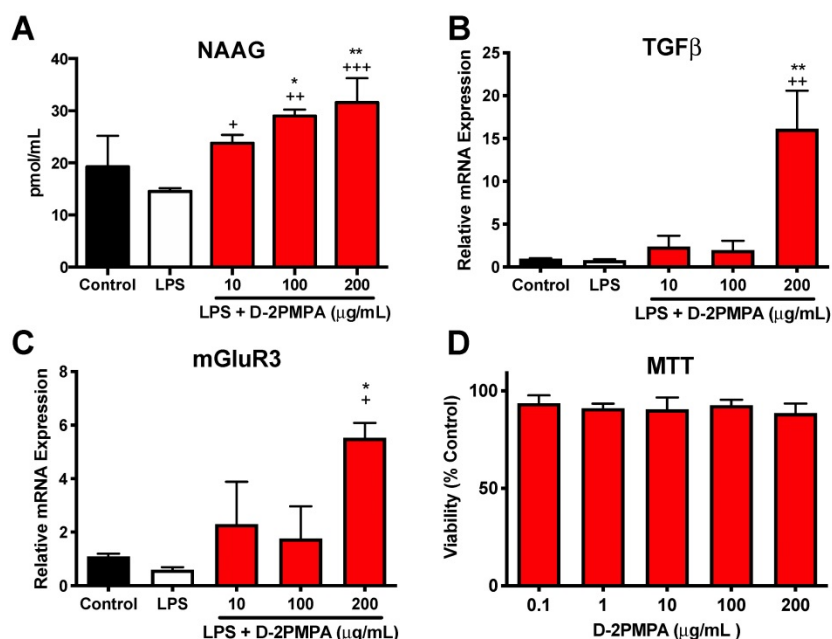 A
NAAG
pmol/mL
40
30
20
10
0
+
*
++
**
+++
Control
LPS
10
100
200
LPS + D-2PMPA (μg/mL)
B
TGFβ
Relative mRNA Expression
25
20
15
10
5
0
**
++
Control
LPS
10
100
200
LPS + D-2PMPA (μg/mL)
C
mGluR3
Relative mRNA Expression
8
6
4
2
0
*
+
Control
LPS
10
100
200
LPS + D-2PMPA (μg/mL)
D
MTT
Viability (% Control)
100
50
0
0.1
1
10
100
200
D-2PMPA (μg/mL )